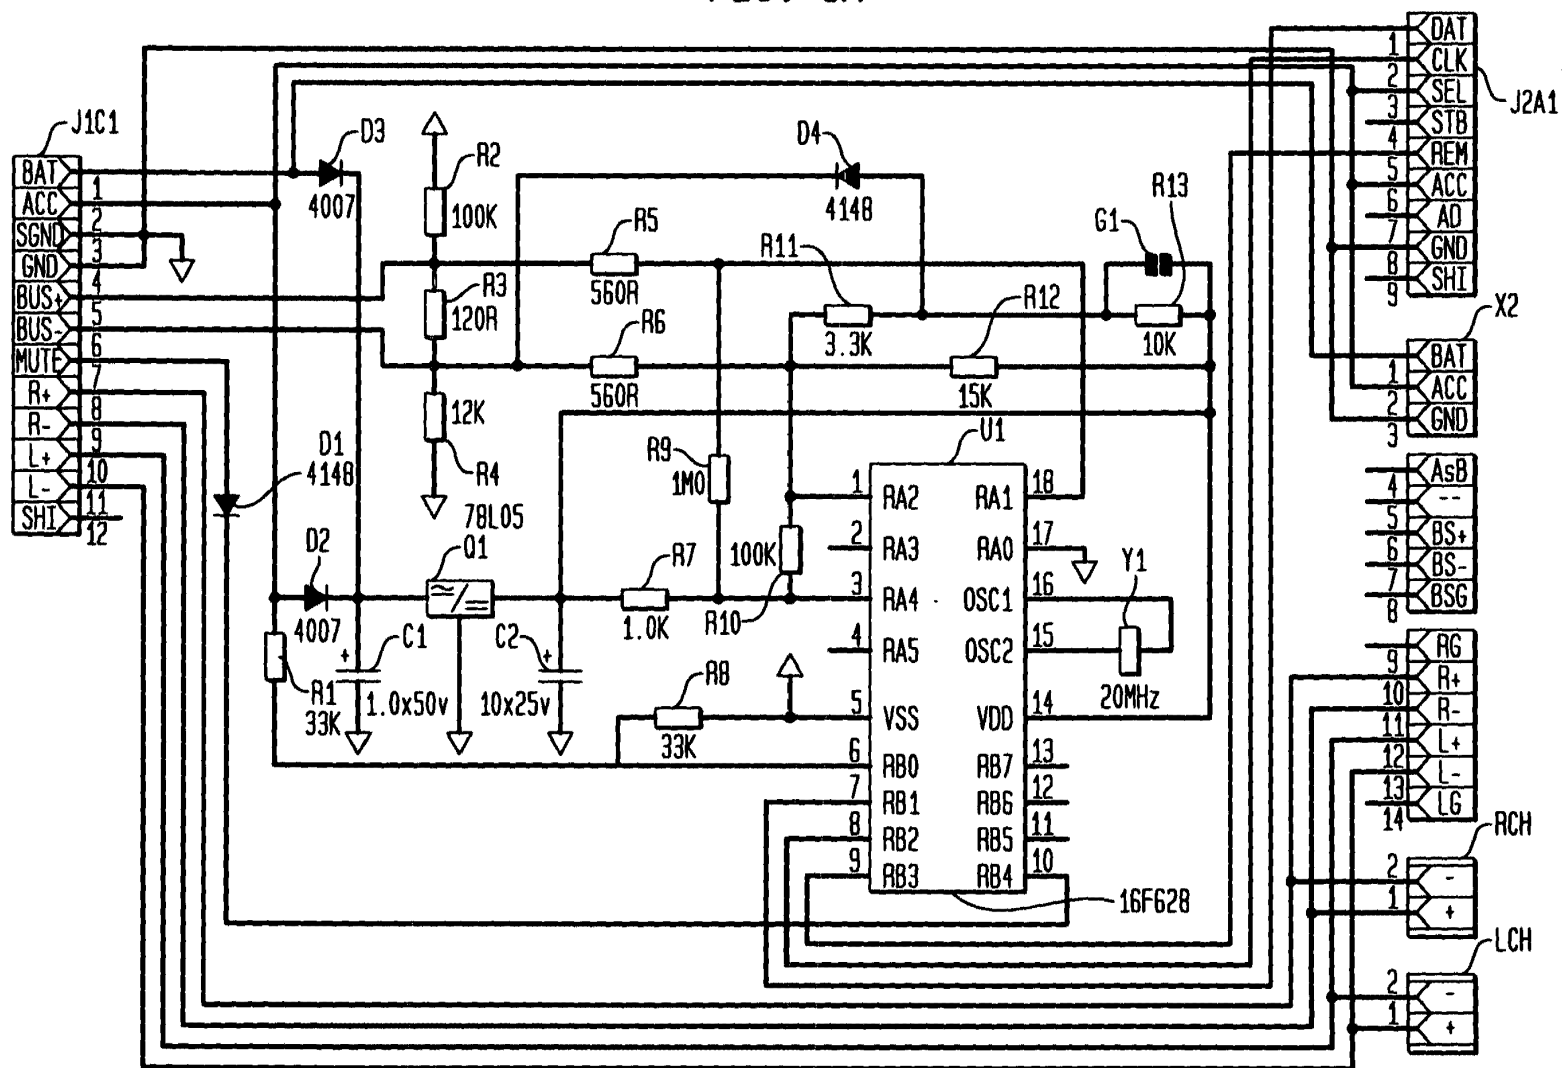 J1C1
BAT
1
ACC
2
SGND
3
GND
4
BUS+
5
BUS-
6
MUTE
7
R+
8
R-
9
L+
10
L-
11
SHI
12
D3
4007
R2
100K
R3
120R
12K
R4
R5
560R
R6
560R
D4
4148
R11
3.3K
G1
R13
10K
R12
15K
D1
4148
D2
4007
R1
33K
C1
+
1.0x50v
78L05
Q1
C2
+
10x25v
R7
1.0K
R9
1M0
100K
R10
R8
33K
U1
1 RA2 RA1 18
2 RA3 RA0 17
3 RA4 OSC1 16
4 RA5 OSC2 15
5 VSS VDD 14
6 RB0 RB7 13
7 RB1 RB6 12
8 RB2 RB5 11
9 RB3 RB4 10
16F628
Y1
20MHz
J2A1
DAT
1
CLK
2
SEL
3
STB
4
REM
5
ACC
6
AD
7
GND
8
SHI
9
X2
BAT
1
ACC
2
GND
3
AsB
4
--
5
BS+
6
BS-
7
BSG
8
RG
9
R+
10
R-
11
L+
12
L-
13
LG
14
RCH
2 -
1 +
LCH
2 -
1 +